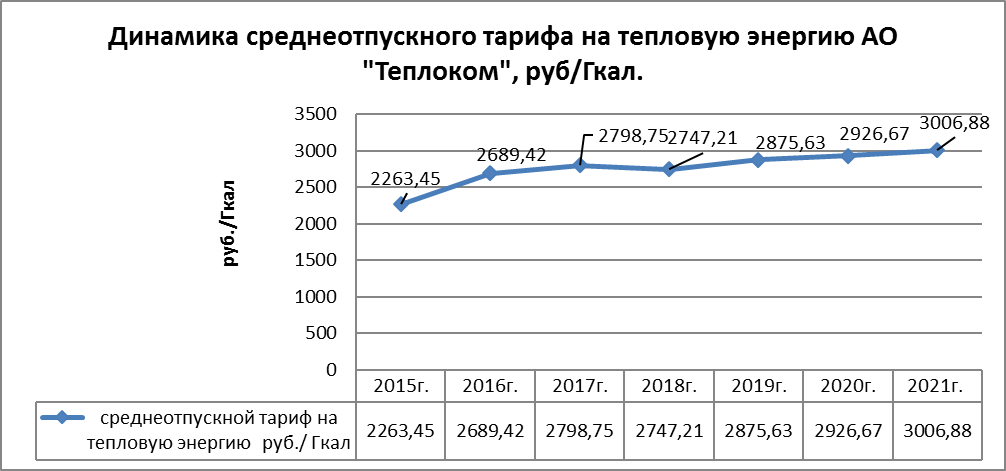 Динамика среднеотпускного тарифа на тепловую энергию АО
"Теплоком", руб/Гкал.
руб./Гкал
3500
3000
2500
2000
1500
1000
500
0
2263,45
2689,42
2798,75
2747,21
2875,63
2926,67
3006,88
2015г. 2016г. 2017г. 2018г. 2019г. 2020г. 2021г.
среднеотпускной тариф на
тепловую энергию руб./ Гкал
2263,45 2689,42 2798,75 2747,21 2875,63 2926,67 3006,88